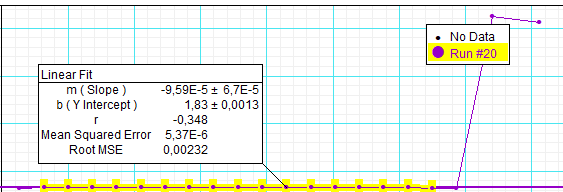 No Data
Run #20
Linear Fit
m ( Slope ) -9,59E-5 ± 6,7E-5
b ( Y Intercept ) 1,83 ± 0,0013
r -0,348
Mean Squared Error 5,37E-6
Root MSE 0,00232